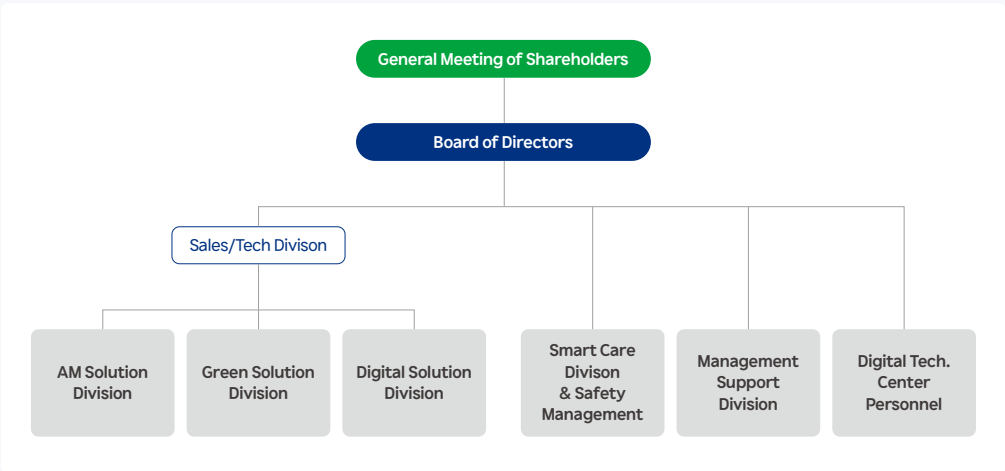 General Meeting of Shareholders
Board of Directors
Sales/Tech Divison
AM Solution
Division
Green Solution
Division
Digital Solution
Division
Smart Care
Divison
& Safety
Management
Management
Support
Division
Digital Tech.
Center
Personnel